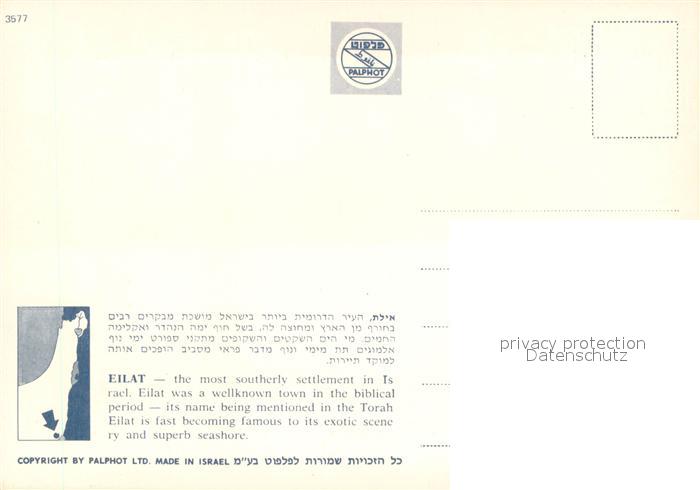 3577
פלפוט
PALPHOT
privacy protection
Datenschutz
אילת, העיר הדרומית ביותר בישראל מושכת מבקרים רבים
בחורף מן הארץ ומחוצה לה, בשל חוף ימה הנהדר ואקלימה
החמים. מי הים השקטים והשקופים מתקני ספורט ימי נוף
אלמוגים תת מימי ונוף מדבר פראי מסביב הופכים אותה
למוקד תיירות.
EILAT — the most southerly settlement in Is
rael. Eilat was a wellknown town in the biblical
period — its name being mentioned in the Torah
Eilat is fast becoming famous to its exotic scene
ry and superb seashore.
COPYRIGHT BY PALPHOT LTD. MADE IN ISRAEL כל הזכויות שמורות לפלפוט בע״מ